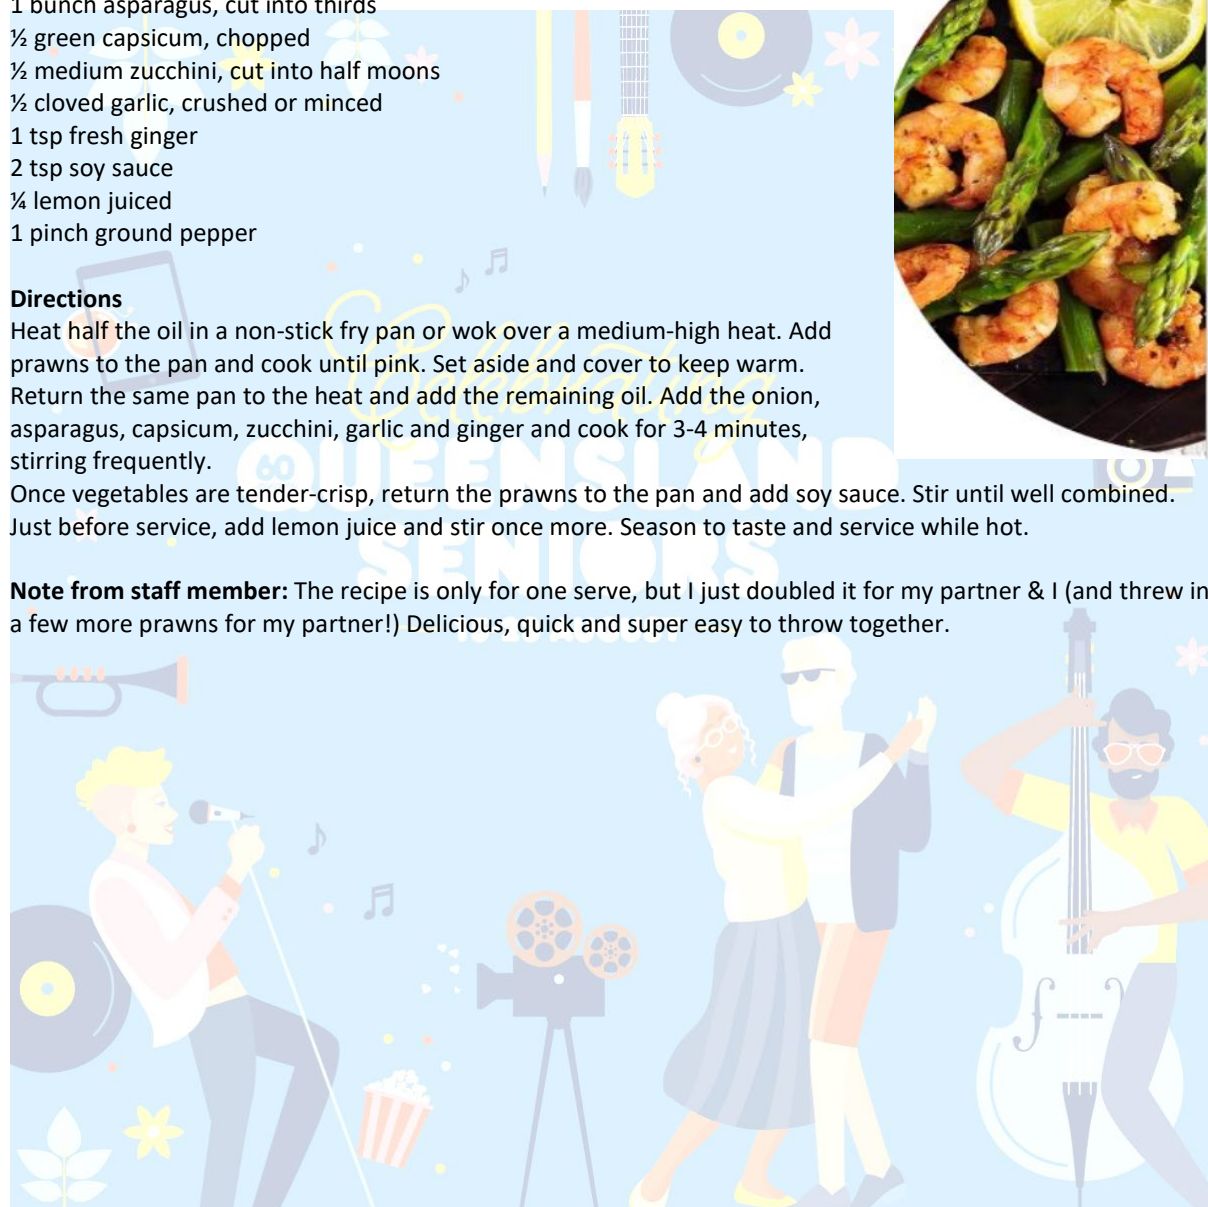 1 bunch asparagus, cut into thirds
½ green capsicum, chopped
½ medium zucchini, cut into half moons
½ cloved garlic, crushed or minced
1 tsp fresh ginger
2 tsp soy sauce
¼ lemon juiced
1 pinch ground pepper
Directions
Heat half the oil in a non-stick fry pan or wok over a medium-high heat. Add
prawns to the pan and cook until pink. Set aside and cover to keep warm.
Return the same pan to the heat and add the remaining oil. Add the onion,
asparagus, capsicum, zucchini, garlic and ginger and cook for 3-4 minutes,
stirring frequently.
Once vegetables are tender-crisp, return the prawns to the pan and add soy sauce. Stir until well combined.
Just before service, add lemon juice and stir once more. Season to taste and service while hot.
Note from staff member: The recipe is only for one serve, but I just doubled it for my partner & I (and threw in
a few more prawns for my partner!) Delicious, quick and super easy to throw together.
Celebrating
60
QUEENSLAND
SENIORS
AUGUST